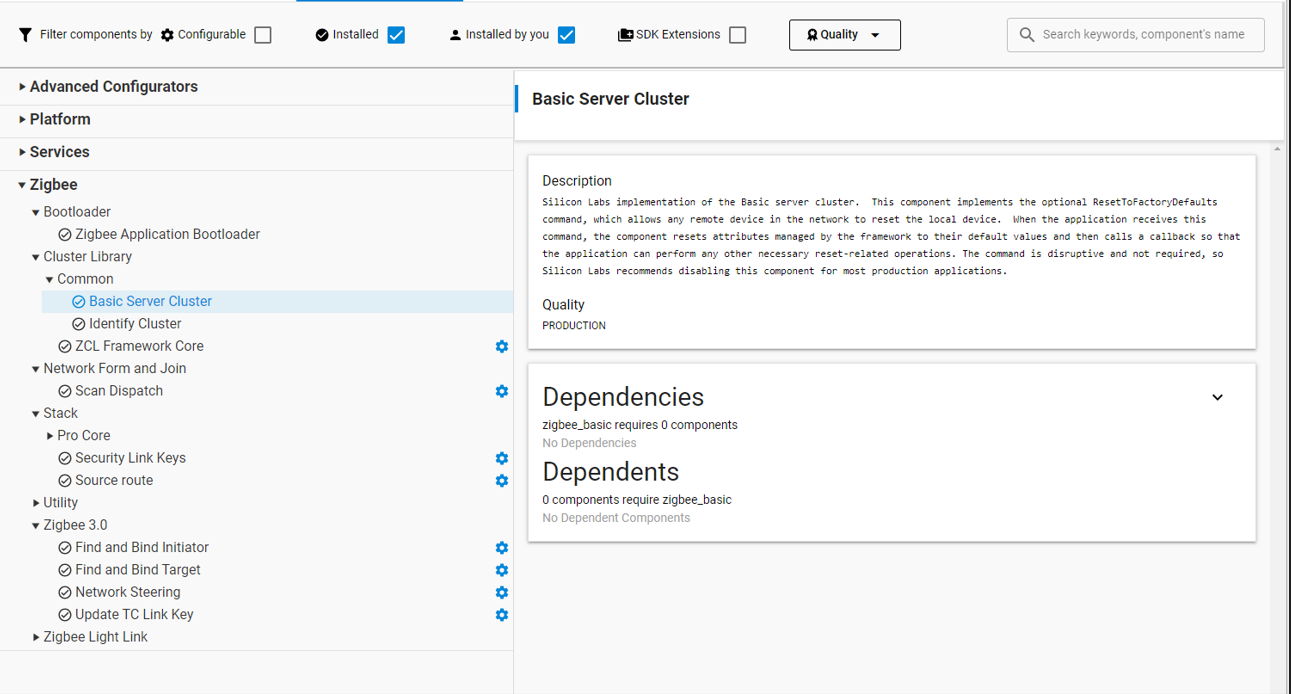 Filter components by Configurable Installed Installed by you SDK Extensions Quality Search keywords, component's name
Advanced Configurators
Platform
Services
Zigbee
Bootloader
Zigbee Application Bootloader
Cluster Library
Common
Basic Server Cluster
Identify Cluster
ZCL Framework Core
Network Form and Join
Scan Dispatch
Stack
Pro Core
Security Link Keys
Source route
Utility
Zigbee 3.0
Find and Bind Initiator
Find and Bind Target
Network Steering
Update TC Link Key
Zigbee Light Link
Basic Server Cluster
Description
Silicon Labs implementation of the Basic server cluster.  This component implements the optional ResetToFactoryDefaults
command, which allows any remote device in the network to reset the local device.  When the application receives this
command, the component resets attributes managed by the framework to their default values and then calls a callback so that
the application can perform any other necessary reset-related operations. The command is disruptive and not required, so
Silicon Labs recommends disabling this component for most production applications.
Quality
PRODUCTION
Dependencies
zigbee_basic requires 0 components
No Dependencies
Dependents
0 components require zigbee_basic
No Dependent Components